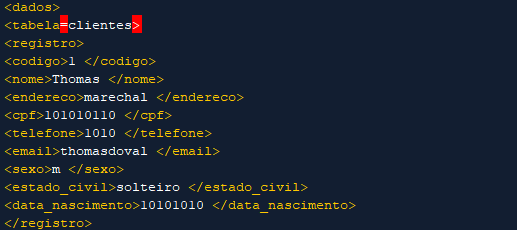 <dados>
<tabela=clientes>
<registro>
<codigo>1 </codigo>
<nome>Thomas </nome>
<endereco>marechal </endereco>
<cpf>101010110 </cpf>
<telefone>1010 </telefone>
<email>thomasdoval </email>
<sexo>m </sexo>
<estado_civil>solteiro </estado_civil>
<data_nascimento>10101010 </data_nascimento>
</registro>